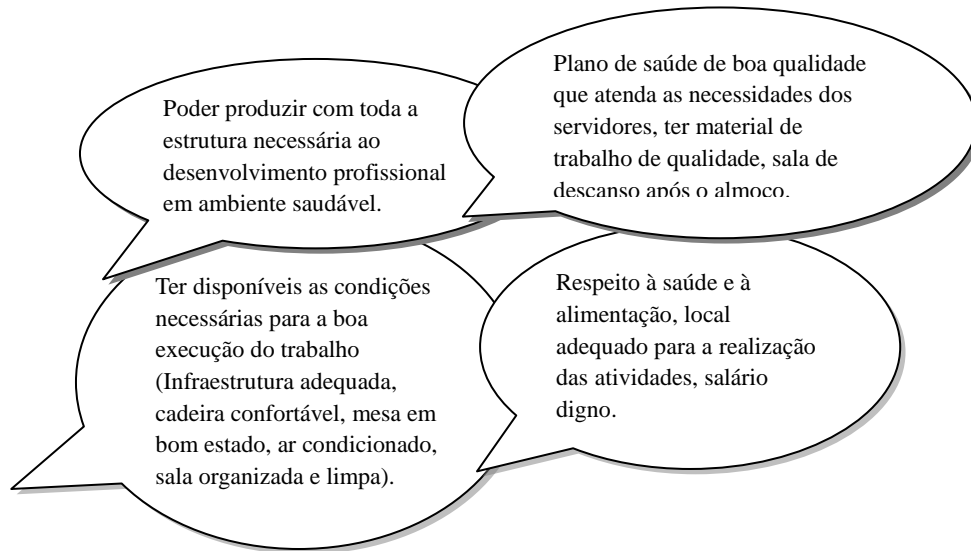 Poder produzir com toda a
estrutura necessária ao
desenvolvimento profissional
em ambiente saudável.
Plano de saúde de boa qualidade
que atenda as necessidades dos
servidores, ter material de
trabalho de qualidade, sala de
descanso após o almoço.
Ter disponíveis as condições
necessárias para a boa
execução do trabalho
(Infraestrutura adequada,
cadeira confortável, mesa em
bom estado, ar condicionado,
sala organizada e limpa).
Respeito à saúde e à
alimentação, local
adequado para a realização
das atividades, salário
digno.